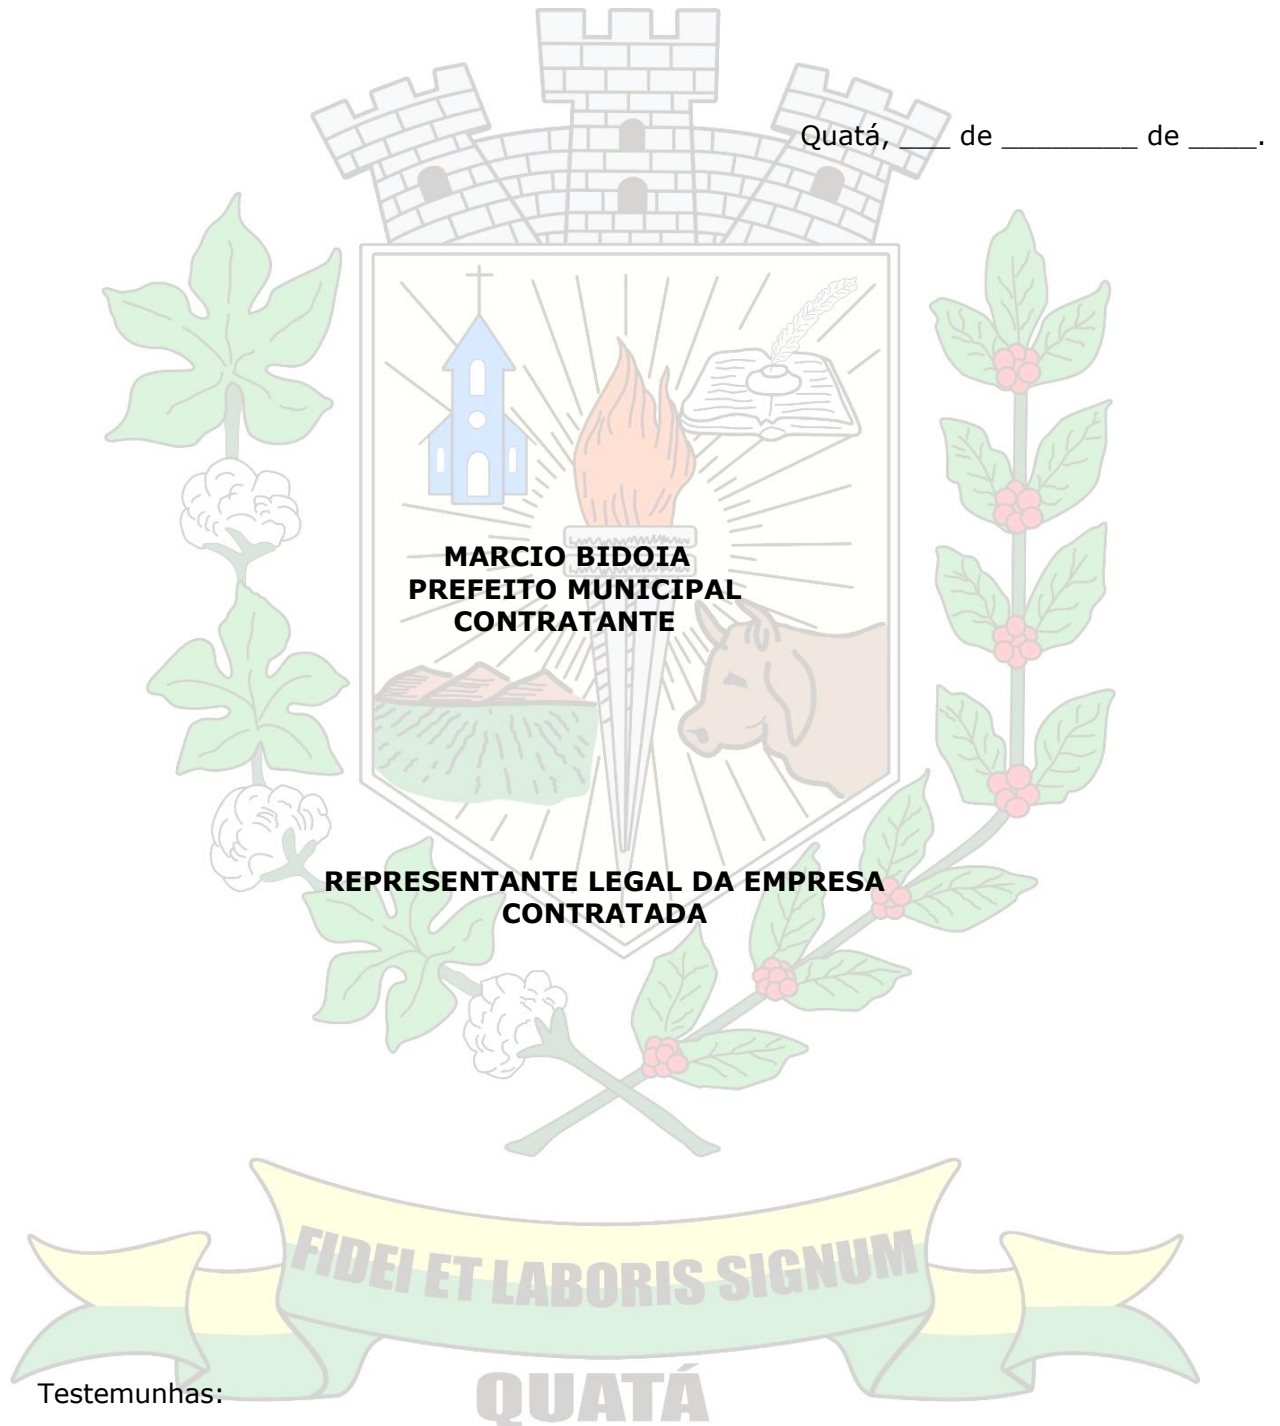 Quatá, ___ de ________ de ____.
MARCIO BIDOIA
PREFEITO MUNICIPAL
CONTRATANTE
REPRESENTANTE LEGAL DA EMPRESA
CONTRATADA
FIDEI ET LABORIS SIGNUM
QUATÁ
Testemunhas: